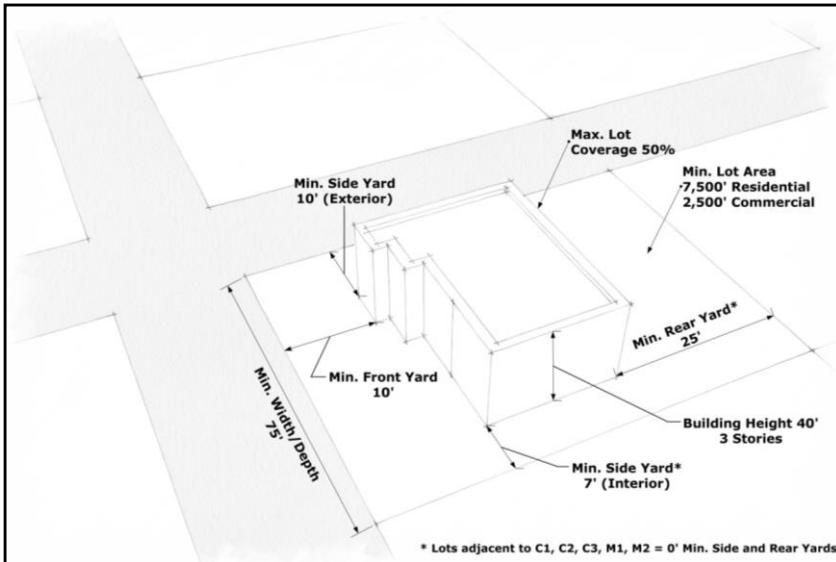 Max. Lot
Coverage 50%
Min. Lot Area
7,500' Residential
2,500' Commercial
Min. Side Yard
10' (Exterior)
Min. Rear Yard*
25'
Min. Front Yard
10'
Min. Width/Depth
75'
Building Height 40'
3 Stories
Min. Side Yard*
7' (Interior)
* Lots adjacent to C1, C2, C3, M1, M2 = 0' Min. Side and Rear Yards